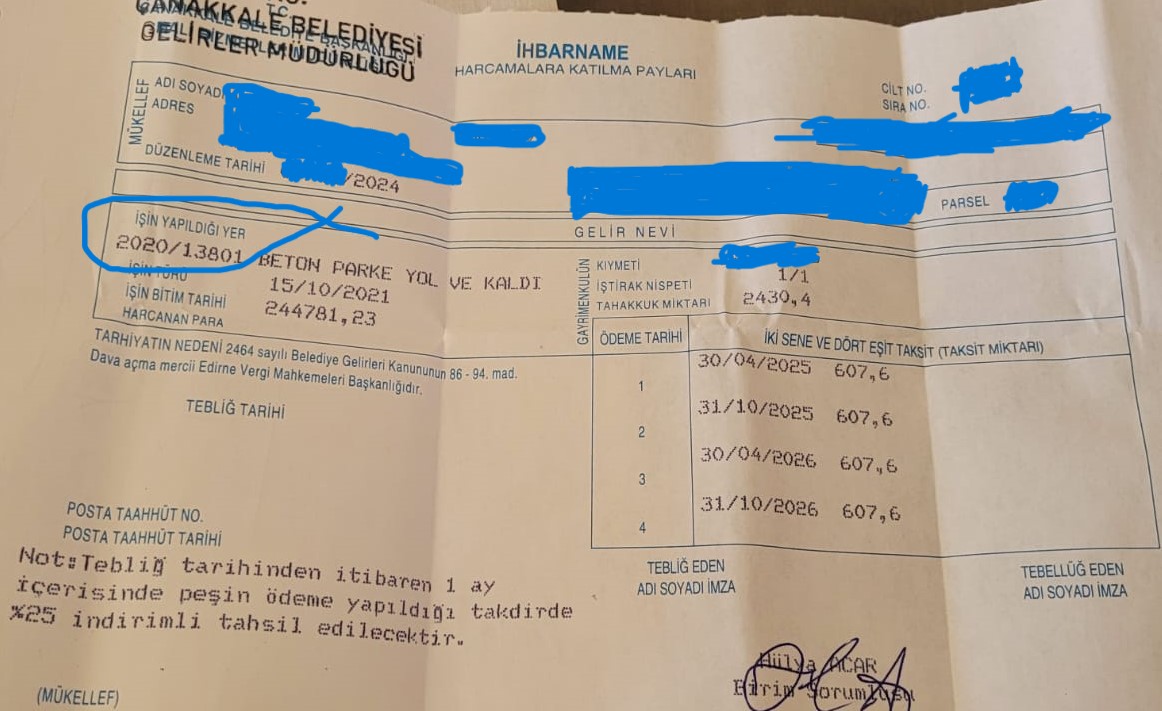 T.C.
ÇANAKKALE BELEDİYESİ
GELİRLER MÜDÜRLÜĞÜ
İHBARNAME
HARCAMALARA KATILMA PAYLARI
CİLT NO.
SIRA NO.
MÜKELLEF
ADI SOYADI
ADRES
DÜZENLEME TARİHİ /2024
PARSEL
GELİR NEVİ
İŞİN YAPILDIĞI YER
2020/13801 BETON PARKE YOL VE KALDI
İŞİN TÜRÜ
15/10/2021
İŞİN BİTİM TARİHİ
244781,23
HARCANAN PARA
GAYRİMENKULÜN
KIYMETİ
İŞTİRAK NİSPETİ 1/1
TAHAKKUK MİKTARI 2430,4
TARHİYATIN NEDENİ 2464 sayılı Belediye Gelirleri Kanununun 86 - 94. mad.
Dava açma mercii Edirne Vergi Mahkemeleri Başkanlığıdır.
ÖDEME TARİHİ
İKİ SENE VE DÖRT EŞİT TAKSİT (TAKSİT MİKTARI)
1 30/04/2025 607,6
2 31/10/2025 607,6
3 30/04/2026 607,6
4 31/10/2026 607,6
TEBLİĞ TARİHİ
POSTA TAAHHÜT NO.
POSTA TAAHHÜT TARİHİ
Not:Tebliğ tarihinden itibaren 1 ay
içerisinde peşin ödeme yapıldığı takdirde
%25 indirimli tahsil edilecektir.
TEBLİĞ EDEN
ADI SOYADI İMZA
TEBELLÜĞ EDEN
ADI SOYADI İMZA
Hülya ACAR
Birim Sorumlusu
(MÜKELLEF)